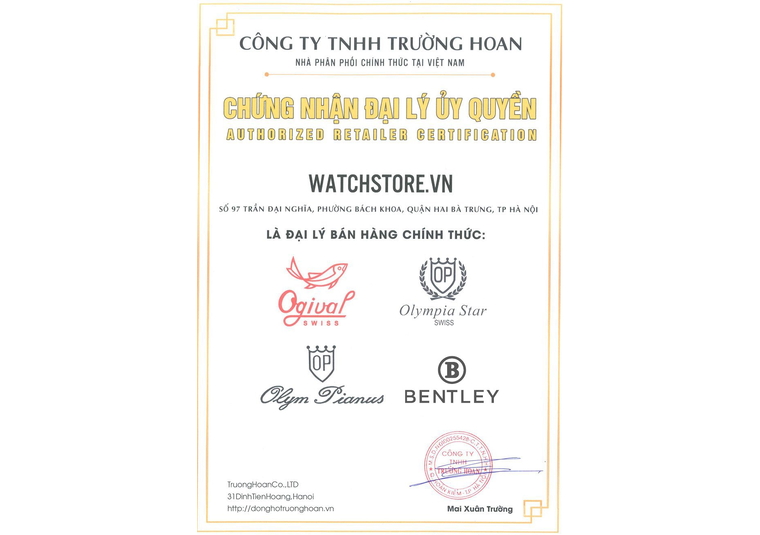 CÔNG TY TNHH TRƯỜNG HOAN
NHÀ PHÂN PHỐI CHÍNH THỨC TẠI VIỆT NAM
CHỨNG NHẬN ĐẠI LÝ ỦY QUYỀN
AUTHORIZED RETAILER CERTIFICATION
WATCHSTORE.VN
SỐ 97 TRẦN ĐẠI NGHĨA, PHƯỜNG BÁCH KHOA, QUẬN HAI BÀ TRƯNG, TP HÀ NỘI
LÀ ĐẠI LÝ BÁN HÀNG CHÍNH THỨC:
Ogival
SWISS
OP
Olympia Star
SWISS
OP
Olym Pianus
B
BENTLEY
CÔNG TY
TNHH
TRƯỜNG HOAN
TruongHoanCo.,LTD
31DinhTienHoang,Hanoi
http://donghotruonghoan.vn
Mai Xuân Trường